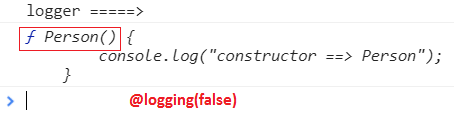 logger =====>
ƒ Person() {
console.log("constructor ==> Person");
}
> @logging(false)